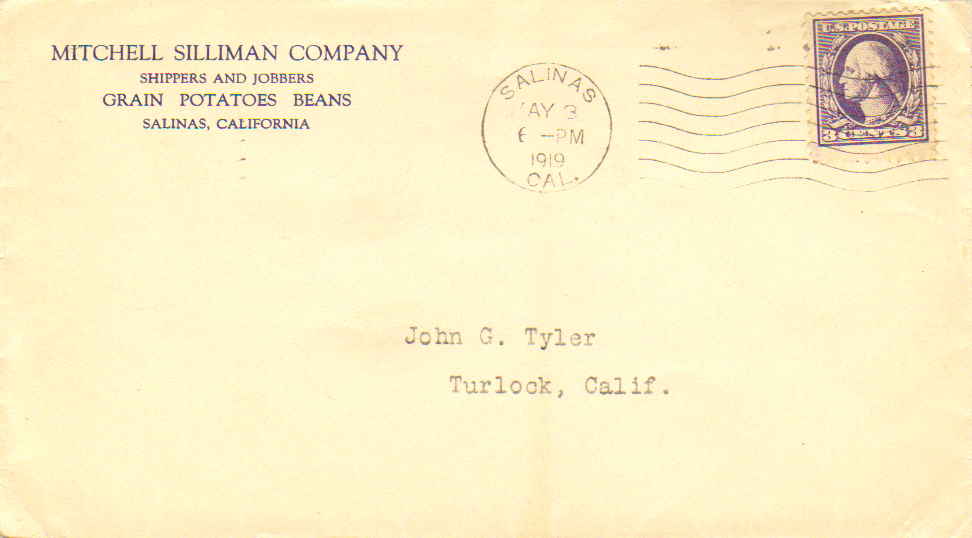 MITCHELL SILLIMAN COMPANY
SHIPPERS AND JOBBERS
GRAIN POTATOES BEANS
SALINAS, CALIFORNIA
SALINAS
AY 3
6 -PM
1919
CAL.
U.S. POSTAGE
3 CENTS 3
John G. Tyler
Turlock, Calif.